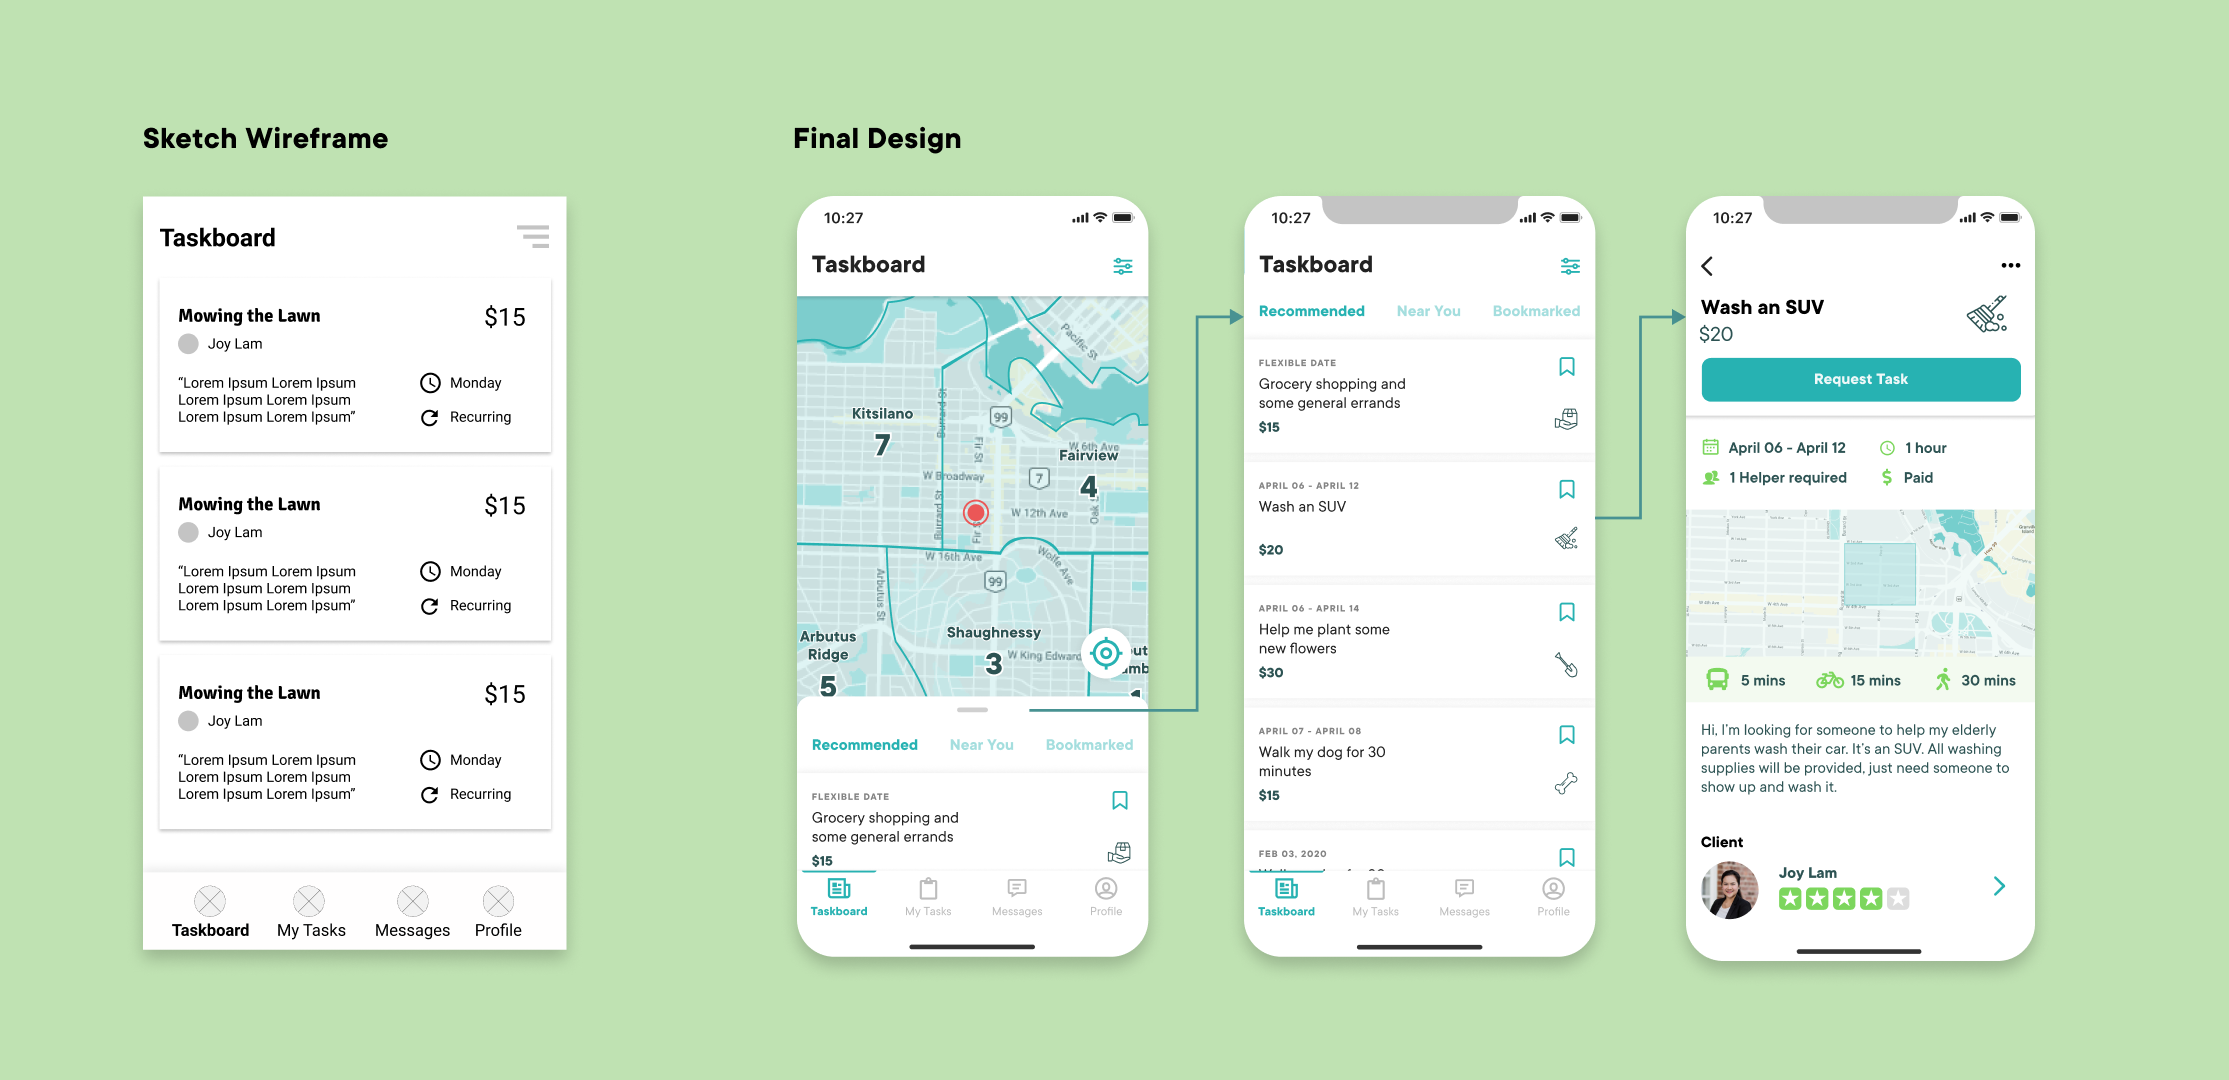 Sketch Wireframe
Taskboard
Mowing the Lawn
$15
Joy Lam
“Lorem Ipsum Lorem Ipsum
Lorem Ipsum Lorem Ipsum
Lorem Ipsum Lorem Ipsum”
Monday
Recurring
Mowing the Lawn
$15
Joy Lam
“Lorem Ipsum Lorem Ipsum
Lorem Ipsum Lorem Ipsum
Lorem Ipsum Lorem Ipsum”
Monday
Recurring
Mowing the Lawn
$15
Joy Lam
“Lorem Ipsum Lorem Ipsum
Lorem Ipsum Lorem Ipsum
Lorem Ipsum Lorem Ipsum”
Monday
Recurring
Taskboard
My Tasks
Messages
Profile
Final Design
10:27
Taskboard
Pacific St
Burrard St
Kitsilano
7
99
Fir St
W 6th Ave
Fairview
4
W Broadway
7
Burrard St
W 12th Ave
Oak
Fir S
W 16th Ave
Wolfe Ave
99
Arbutus St
Arbutus
Ridge
5
Shaughnessy
3
W King Edward
Recommended
Near You
Bookmarked
FLEXIBLE DATE
Grocery shopping and
some general errands
$15
Taskboard
My Tasks
Messages
Profile
10:27
Taskboard
Recommended
Near You
Bookmarked
FLEXIBLE DATE
Grocery shopping and
some general errands
$15
APRIL 06 - APRIL 12
Wash an SUV
$20
APRIL 06 - APRIL 14
Help me plant some
new flowers
$30
APRIL 07 - APRIL 08
Walk my dog for 30
minutes
$15
FEB 03, 2020
Taskboard
My Tasks
Messages
Profile
10:27
Wash an SUV
$20
Request Task
April 06 - April 12
1 hour
1 Helper required
Paid
5 mins
15 mins
30 mins
Hi, I’m looking for someone to help my elderly
parents wash their car. It’s an SUV. All washing
supplies will be provided, just need someone to
show up and wash it.
Client
Joy Lam